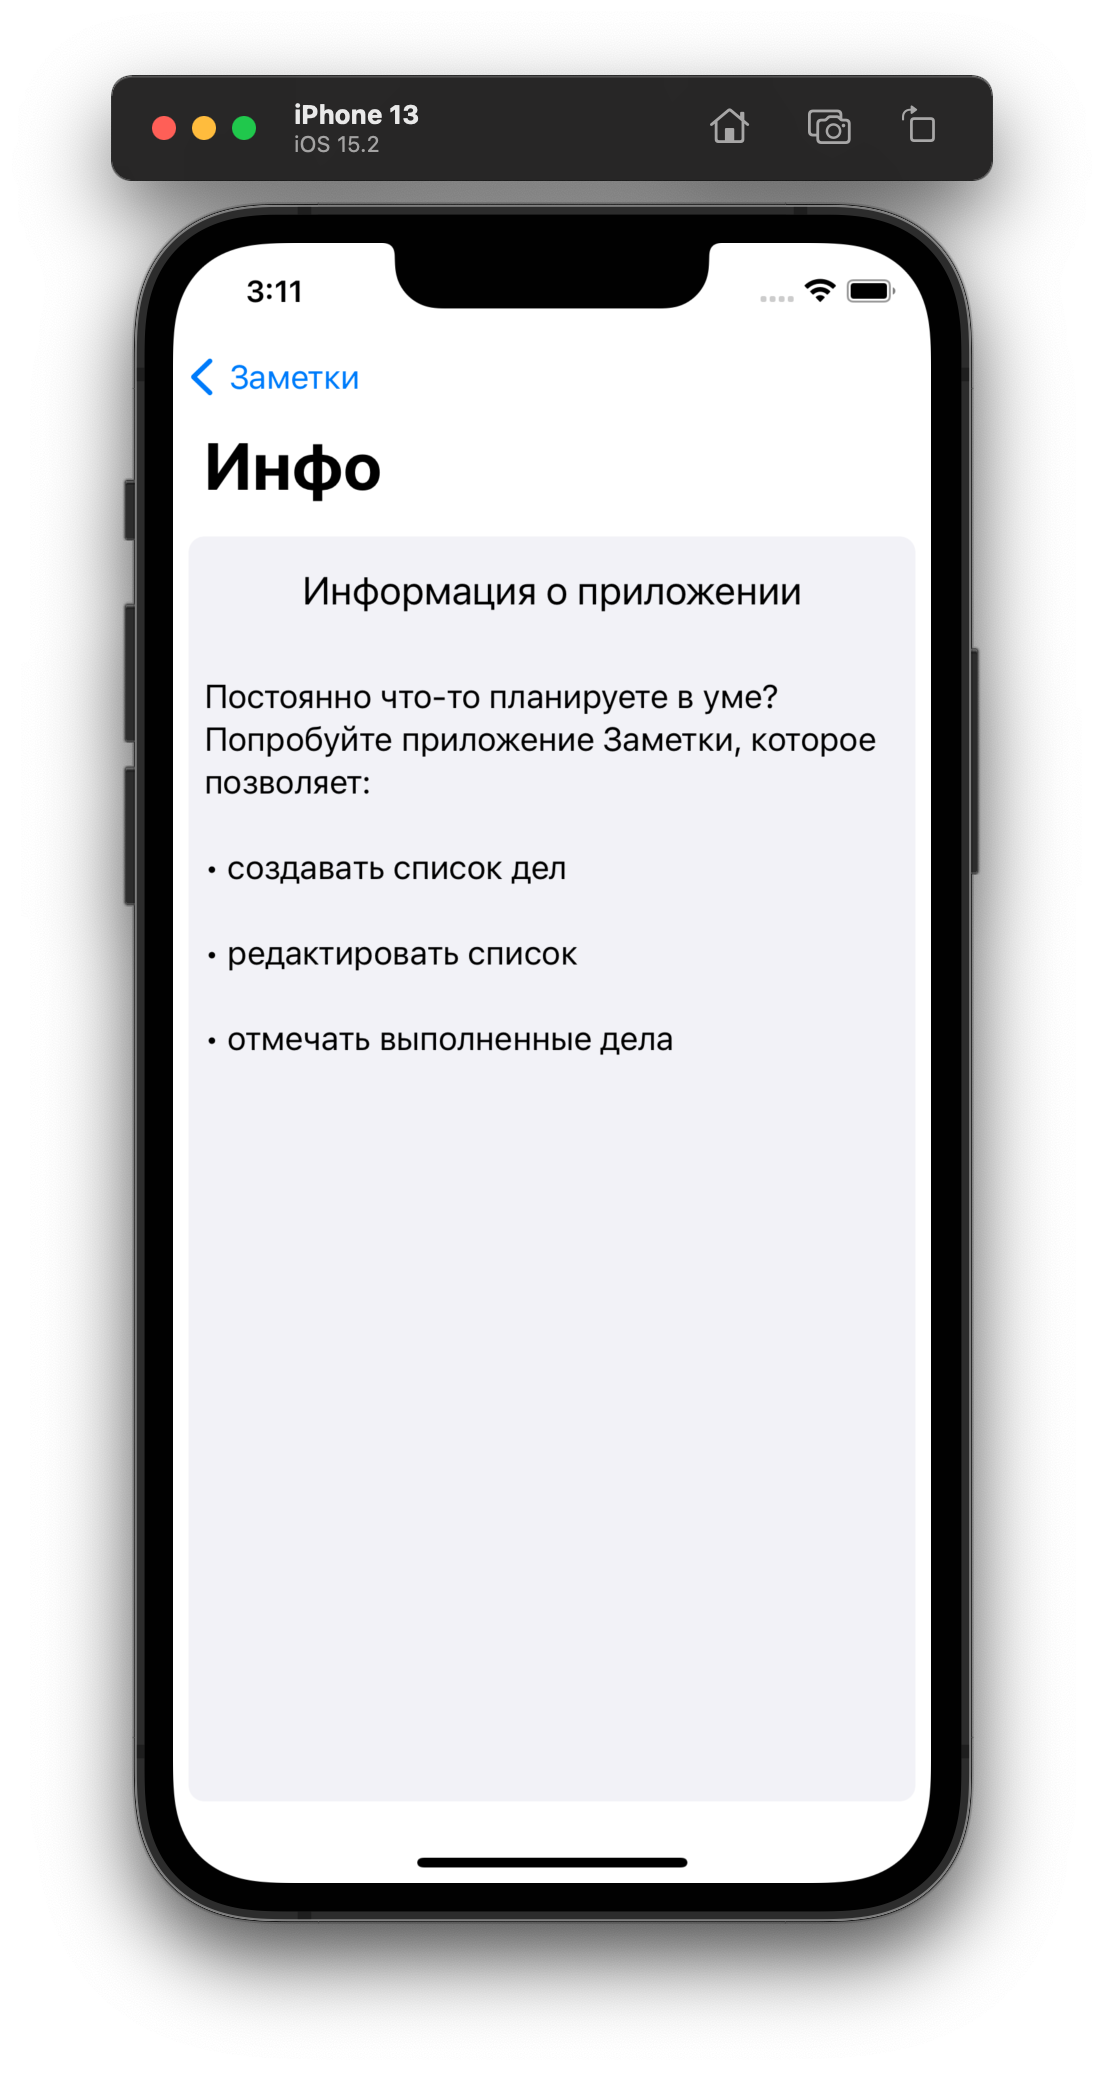 iPhone 13
iOS 15.2
3:11
Заметки
Инфо
Информация о приложении
Постоянно что-то планируете в уме?
Попробуйте приложение Заметки, которое
позволяет:
• создавать список дел
• редактировать список
• отмечать выполненные дела